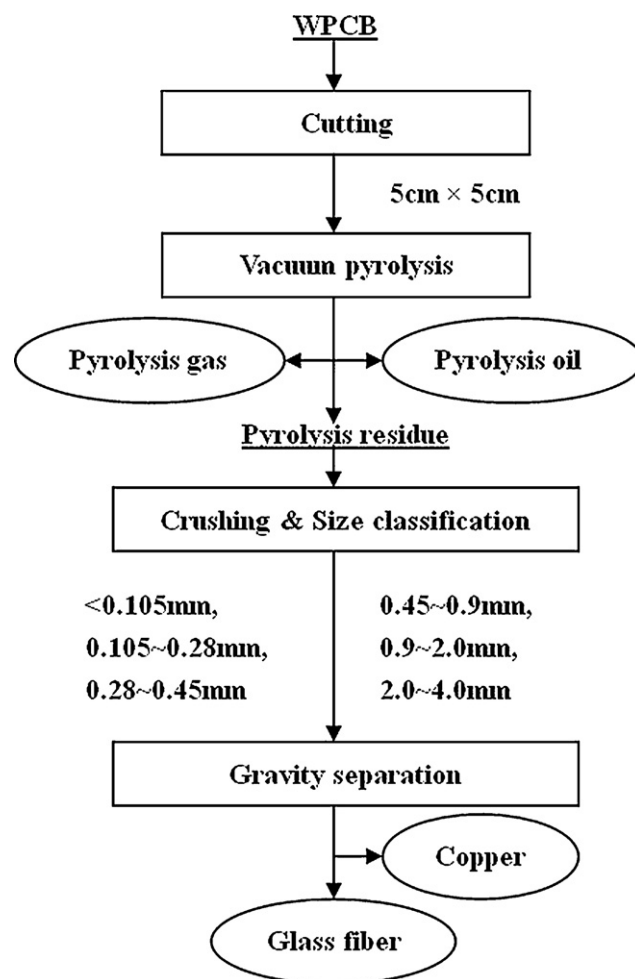 WPCB
Cutting
5cm × 5cm
Vacuum pyrolysis
Pyrolysis gas
Pyrolysis oil
Pyrolysis residue
Crushing & Size classification
<0.105mm,
0.105~0.28mm,
0.28~0.45mm
0.45~0.9mm,
0.9~2.0mm,
2.0~4.0mm
Gravity separation
Copper
Glass fiber